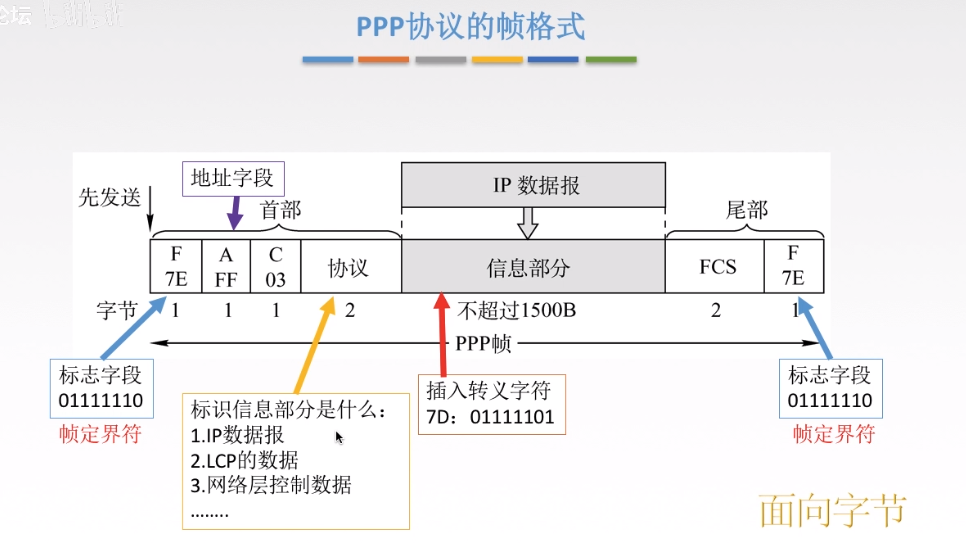 论坛
PPP协议的帧格式
地址字段
IP 数据报
先发送
首部
尾部
F
7E
A
FF
C
03
协议
信息部分
FCS
F
7E
字节
1
1
1
2
不超过1500B
2
1
PPP帧
标志字段
01111110
帧定界符
标识信息部分是什么：
1.IP数据报
2.LCP的数据
3.网络层控制数据
........
插入转义字符
7D：01111101
标志字段
01111110
帧定界符
面向字节